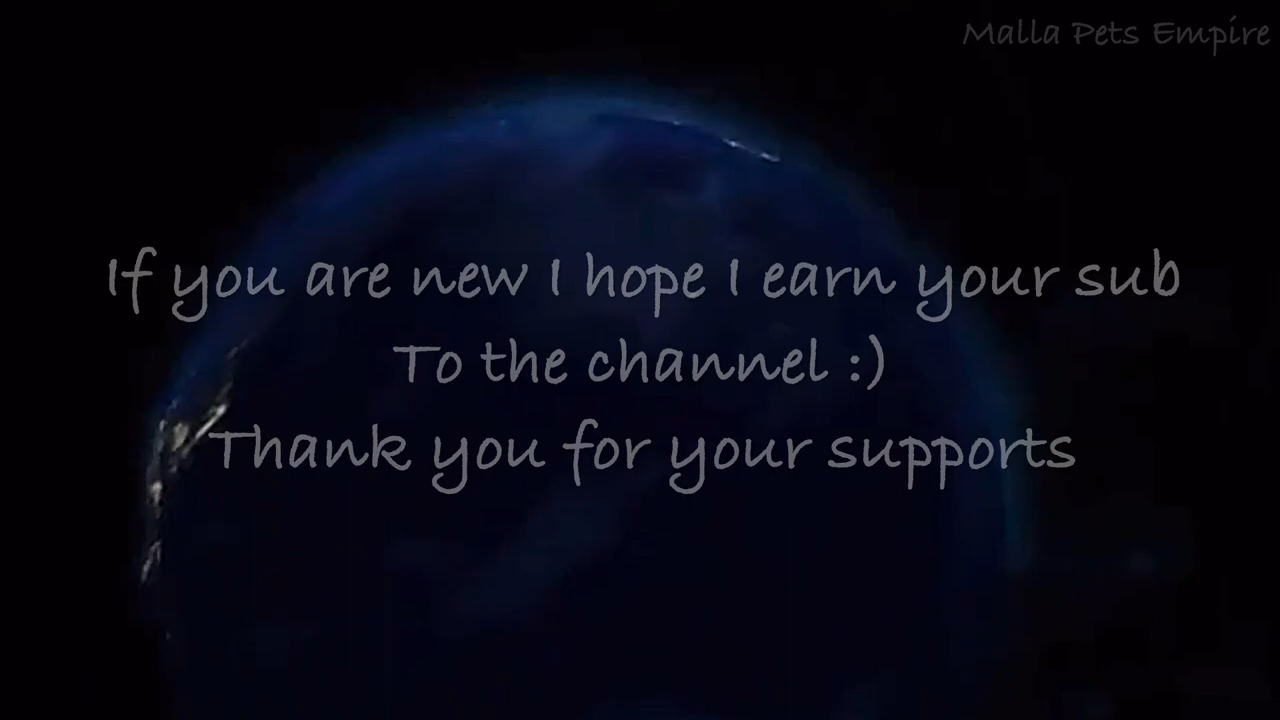 Malla Pets Empire
If you are new I hope I earn your sub
To the channel :)
Thank you for your supports